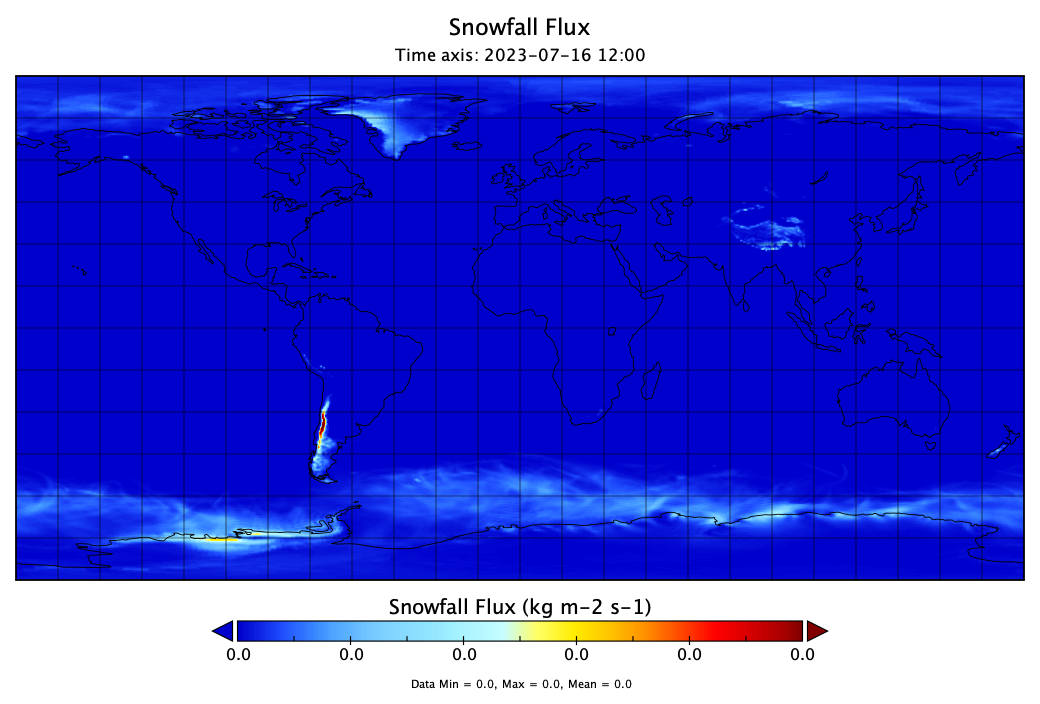 Snowfall Flux
Time axis: 2023-07-16 12:00
Snowfall Flux (kg m-2 s-1)
0.0 0.0 0.0 0.0 0.0 0.0
Data Min = 0.0, Max = 0.0, Mean = 0.0